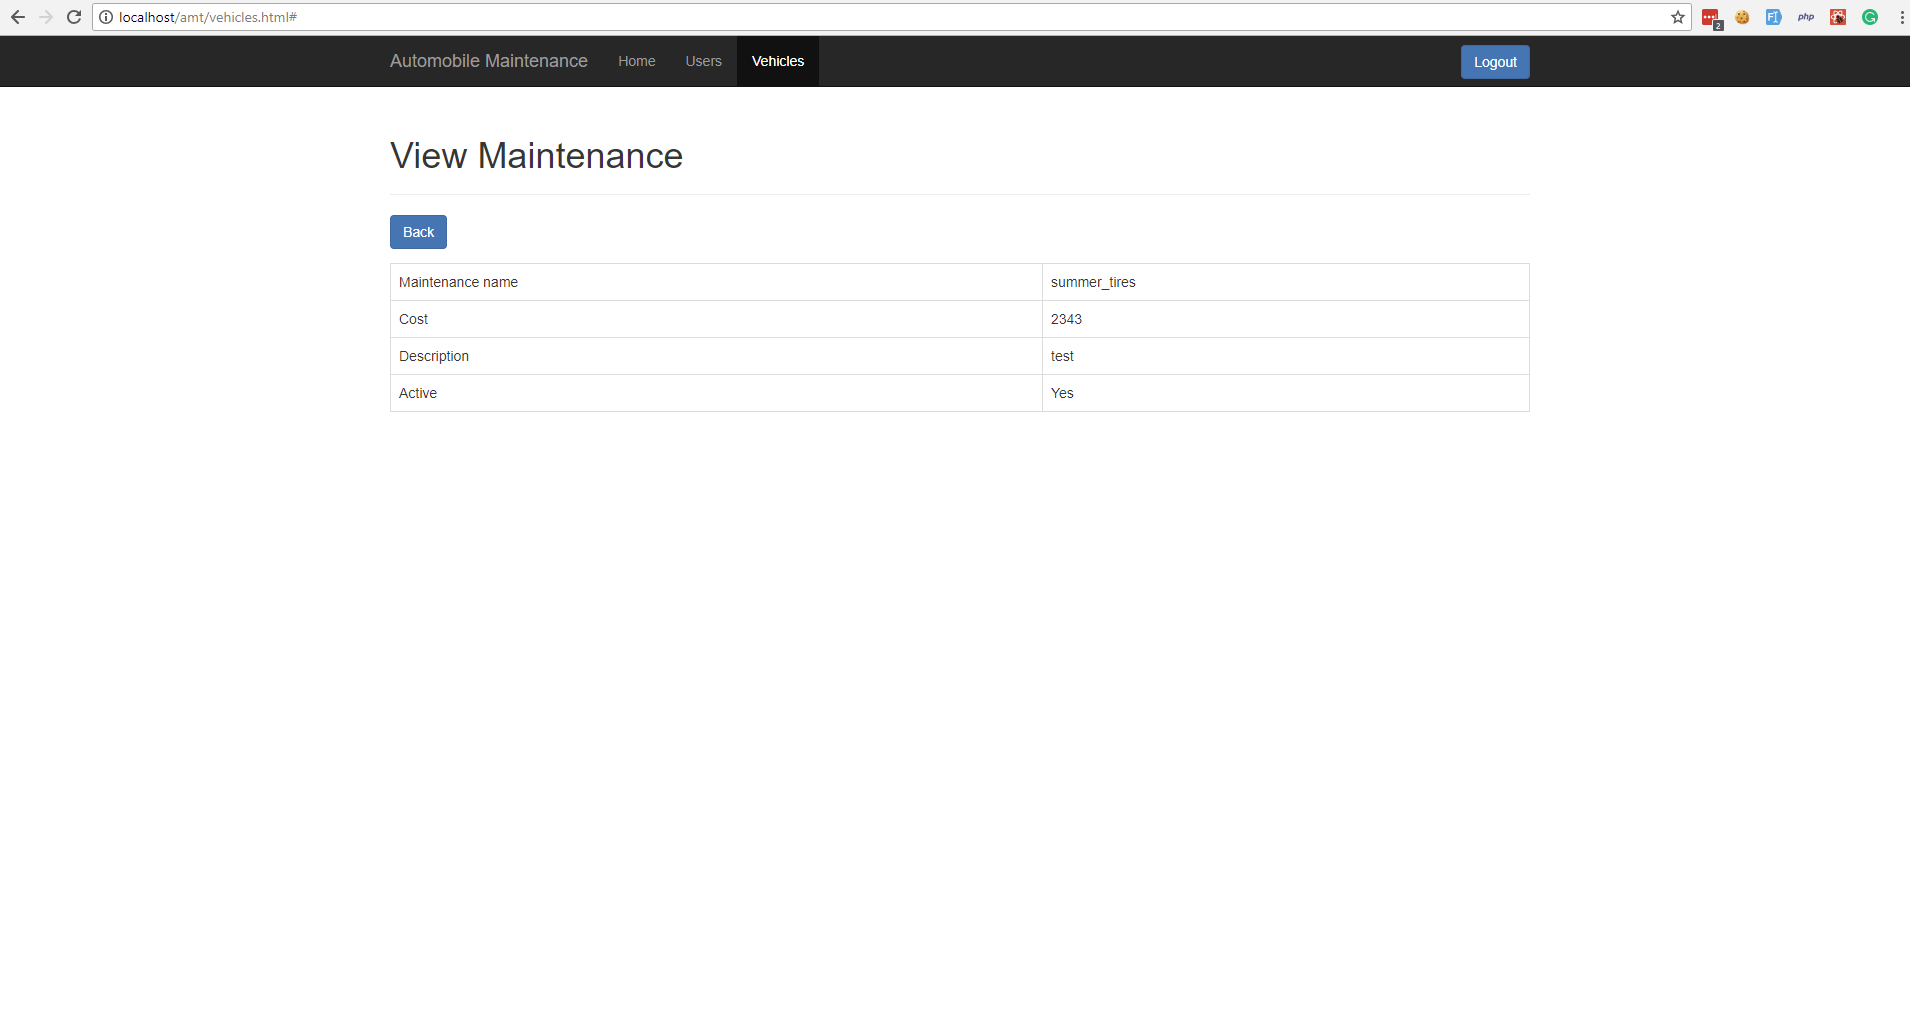 localhost/amt/vehicles.html#
2
php
Automobile Maintenance Home Users Vehicles Logout
View Maintenance
Back
Maintenance name summer_tires
Cost 2343
Description test
Active Yes